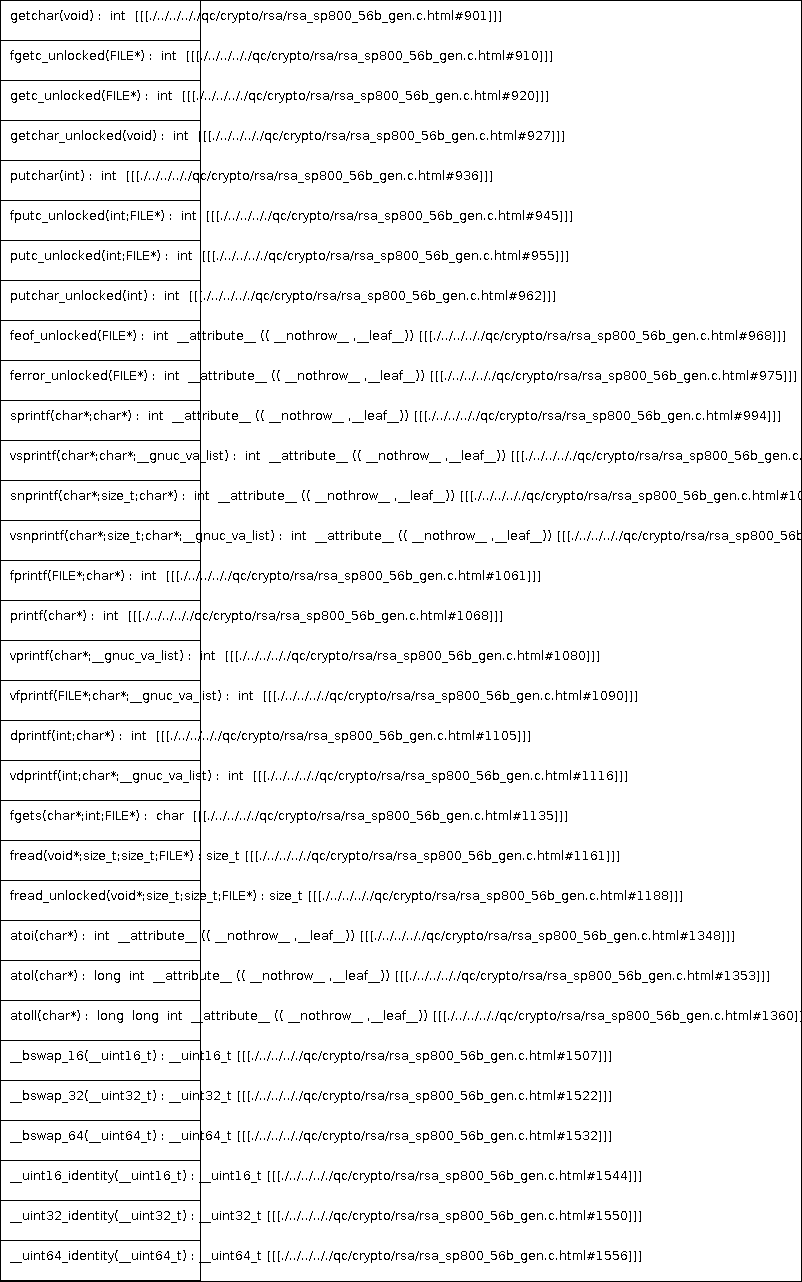 getchar(void) : int [[[./../../../qc/crypto/rsa/rsa_sp800_56b_gen.c.html#901]]]
fgetc_unlocked(FILE*) : int [[[./../../../qc/crypto/rsa/rsa_sp800_56b_gen.c.html#910]]]
getc_unlocked(FILE*) : int [[[./../../../qc/crypto/rsa/rsa_sp800_56b_gen.c.html#920]]]
getchar_unlocked(void) : int [[[./../../../qc/crypto/rsa/rsa_sp800_56b_gen.c.html#927]]]
putchar(int) : int [[[./../../../qc/crypto/rsa/rsa_sp800_56b_gen.c.html#936]]]
fputc_unlocked(int;FILE*) : int [[[./../../../qc/crypto/rsa/rsa_sp800_56b_gen.c.html#945]]]
putc_unlocked(int;FILE*) : int [[[./../../../qc/crypto/rsa/rsa_sp800_56b_gen.c.html#955]]]
putchar_unlocked(int) : int [[[./../../../qc/crypto/rsa/rsa_sp800_56b_gen.c.html#962]]]
feof_unlocked(FILE*) : int __attribute__ (( __nothrow__ ,__leaf__)) [[[./../../../qc/crypto/rsa/rsa_sp800_56b_gen.c.html#968]]]
ferror_unlocked(FILE*) : int __attribute__ (( __nothrow__ ,__leaf__)) [[[./../../../qc/crypto/rsa/rsa_sp800_56b_gen.c.html#975]]]
sprintf(char*;char*) : int __attribute__ (( __nothrow__ ,__leaf__)) [[[./../../../qc/crypto/rsa/rsa_sp800_56b_gen.c.html#994]]]
vsprintf(char*;char*;__gnuc_va_list) : int __attribute__ (( __nothrow__ ,__leaf__)) [[[./../../../qc/crypto/rsa/rsa_sp800_56b_gen.c.
snprintf(char*;size_t;char*) : int __attribute__ (( __nothrow__ ,__leaf__)) [[[./../../../qc/crypto/rsa/rsa_sp800_56b_gen.c.html#10
vsnprintf(char*;size_t;char*;__gnuc_va_list) : int __attribute__ (( __nothrow__ ,__leaf__)) [[[./../../../qc/crypto/rsa/rsa_sp800_56b
fprintf(FILE*;char*) : int [[[./../../../qc/crypto/rsa/rsa_sp800_56b_gen.c.html#1061]]]
printf(char*) : int [[[./../../../qc/crypto/rsa/rsa_sp800_56b_gen.c.html#1068]]]
vprintf(char*;__gnuc_va_list) : int [[[./../../../qc/crypto/rsa/rsa_sp800_56b_gen.c.html#1080]]]
vfprintf(FILE*;char*;__gnuc_va_list) : int [[[./../../../qc/crypto/rsa/rsa_sp800_56b_gen.c.html#1090]]]
dprintf(int;char*) : int [[[./../../../qc/crypto/rsa/rsa_sp800_56b_gen.c.html#1105]]]
vdprintf(int;char*;__gnuc_va_list) : int [[[./../../../qc/crypto/rsa/rsa_sp800_56b_gen.c.html#1116]]]
fgets(char*;int;FILE*) : char [[[./../../../qc/crypto/rsa/rsa_sp800_56b_gen.c.html#1135]]]
fread(void*;size_t;size_t;FILE*) : size_t [[[./../../../qc/crypto/rsa/rsa_sp800_56b_gen.c.html#1161]]]
fread_unlocked(void*;size_t;size_t;FILE*) : size_t [[[./../../../qc/crypto/rsa/rsa_sp800_56b_gen.c.html#1188]]]
atoi(char*) : int __attribute__ (( __nothrow__ ,__leaf__)) [[[./../../../qc/crypto/rsa/rsa_sp800_56b_gen.c.html#1348]]]
atol(char*) : long int __attribute__ (( __nothrow__ ,__leaf__)) [[[./../../../qc/crypto/rsa/rsa_sp800_56b_gen.c.html#1353]]]
atoll(char*) : long long int __attribute__ (( __nothrow__ ,__leaf__)) [[[./../../../qc/crypto/rsa/rsa_sp800_56b_gen.c.html#1360]]]
__bswap_16(__uint16_t) : __uint16_t [[[./../../../qc/crypto/rsa/rsa_sp800_56b_gen.c.html#1507]]]
__bswap_32(__uint32_t) : __uint32_t [[[./../../../qc/crypto/rsa/rsa_sp800_56b_gen.c.html#1522]]]
__bswap_64(__uint64_t) : __uint64_t [[[./../../../qc/crypto/rsa/rsa_sp800_56b_gen.c.html#1532]]]
__uint16_identity(__uint16_t) : __uint16_t [[[./../../../qc/crypto/rsa/rsa_sp800_56b_gen.c.html#1544]]]
__uint32_identity(__uint32_t) : __uint32_t [[[./../../../qc/crypto/rsa/rsa_sp800_56b_gen.c.html#1550]]]
__uint64_identity(__uint64_t) : __uint64_t [[[./../../../qc/crypto/rsa/rsa_sp800_56b_gen.c.html#1556]]]